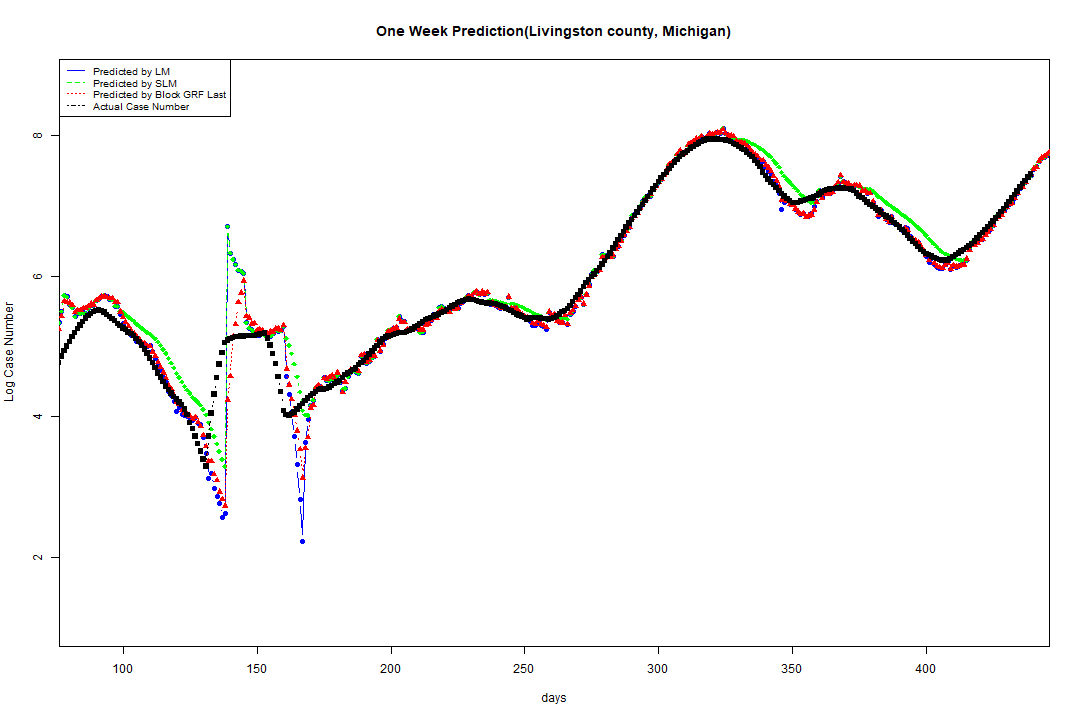 One Week Prediction(Livingston county, Michigan)
Predicted by LM
Predicted by SLM
Predicted by Block GRF Last
Actual Case Number
8
6
4
2
Log Case Number
100 150 200 250 300 350 400
days